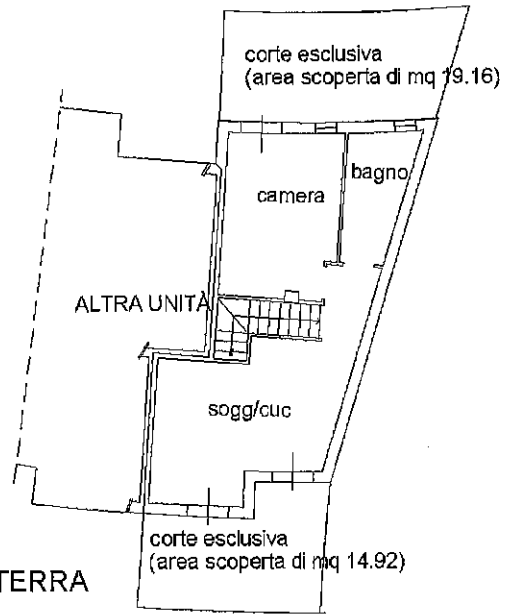 corte esclusiva
(area scoperta di mq 19.16)
bagno
camera
ALTRA UNITÀ
sogg/cuc
corte esclusiva
(area scoperta di mq 14.92)
TERRA